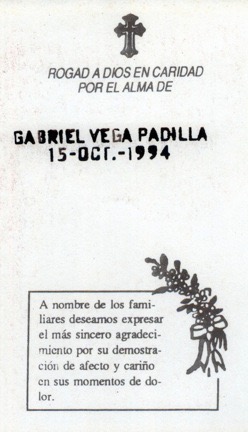 ROGAD A DIOS EN CARIDAD
POR EL ALMA DE
GABRIEL VEGA PADILLA
15-OCT.-1994
A nombre de los fami-
liares deseamos expresar
el más sincero agradeci-
miento por su demostra-
ción de afecto y cariño
en sus momentos de do-
lor.